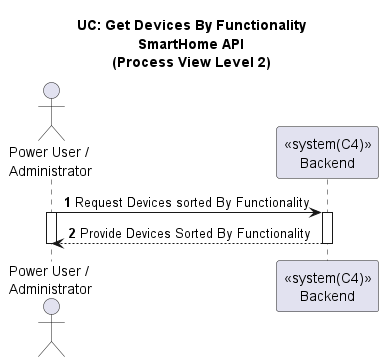 UC: Get Devices By Functionality
SmartHome API
(Process View Level 2)
Power User /
Administrator
«system(C4)»
Backend
1 Request Devices sorted By Functionality
2 Provide Devices Sorted By Functionality
Power User /
Administrator
«system(C4)»
Backend